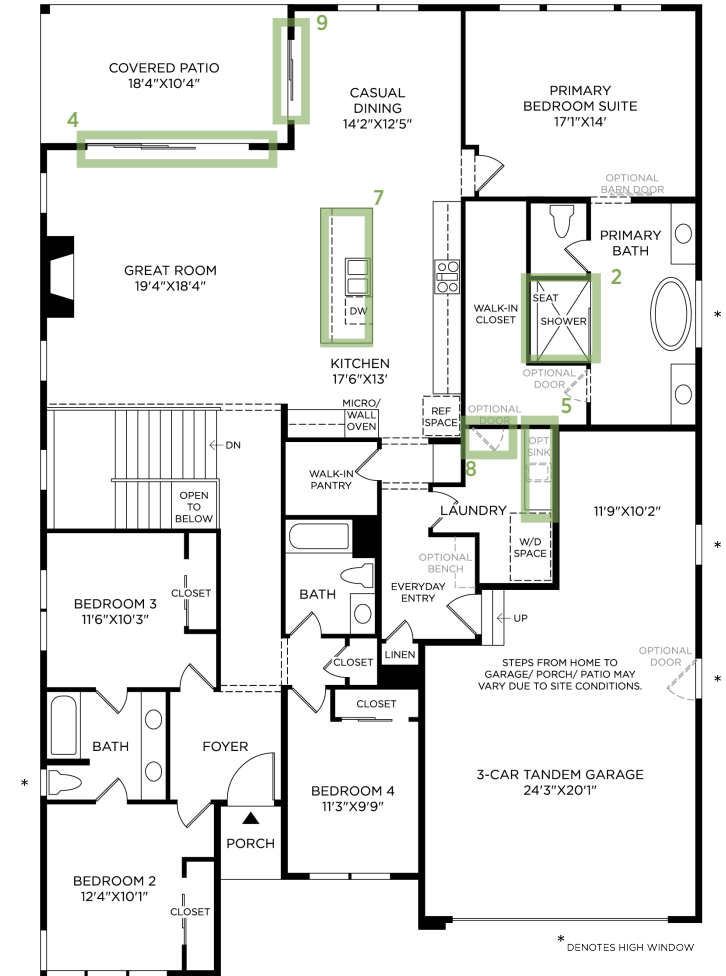 9
COVERED PATIO
18'4"X10'4"
4
CASUAL
DINING
14'2"X12'5"
PRIMARY
BEDROOM SUITE
17'1"X14'
OPTIONAL
BARN DOOR
7
GREAT ROOM
19'4"X18'4"
DW
KITCHEN
17'6"X13'
WALK-IN
CLOSET
PRIMARY
BATH
2
SEAT
SHOWER
*
OPTIONAL
DOOR
5
MICRO/
WALL
OVEN
REF
SPACE
OPTIONAL
DOOR
8
OPT
SINK
DN
OPEN
TO
BELOW
WALK-IN
PANTRY
LAUNDRY
W/D
SPACE
11'9"X10'2"
*
BEDROOM 3
11'6"X10'3"
CLOSET
BATH
OPTIONAL
BENCH
EVERYDAY
ENTRY
UP
LINEN
CLOSET
STEPS FROM HOME TO
GARAGE/ PORCH/ PATIO MAY
VARY DUE TO SITE CONDITIONS.
OPTIONAL
DOOR
*
CLOSET
BATH
FOYER
*
BEDROOM 4
11'3"X9'9"
3-CAR TANDEM GARAGE
24'3"X20'1"
PORCH
BEDROOM 2
12'4"X10'1"
CLOSET
* DENOTES HIGH WINDOW